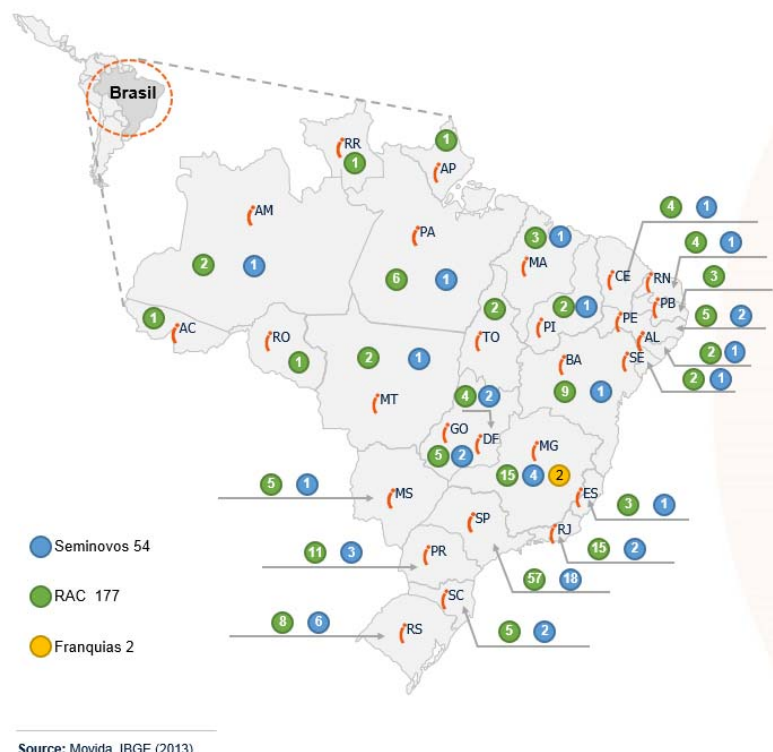 Brasil
RR
1
1
AP
AM
2
1
PA
6
1
3
1
MA
4
1
CE
4
1
RN
3
PB
5
2
PE
AL
2
1
SE
2
1
2
1
PI
2
TO
1
AC
RO
1
2
1
MT
BA
9
1
4
2
GO
DF
5
2
MG
15
4
2
5
1
MS
ES
3
1
SP
RJ
15
2
11
3
PR
57
18
SC
5
2
8
6
RS
Seminovos 54
RAC 177
Franquias 2
Source: Movida, IBGE (2013)